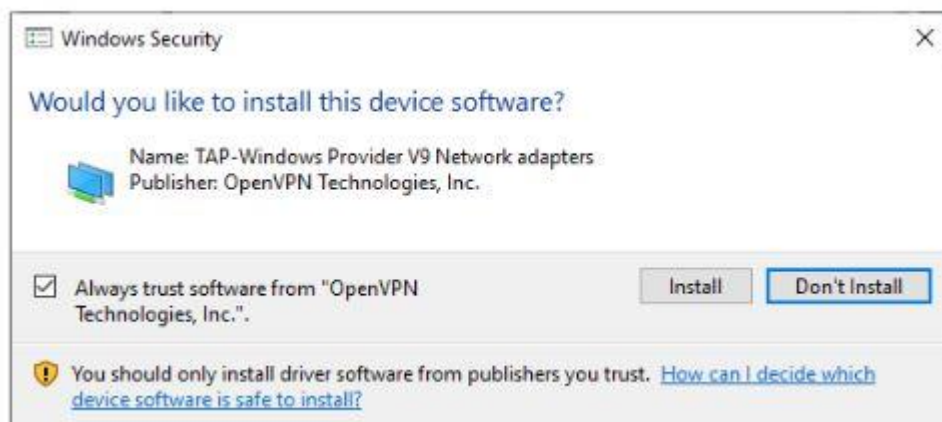 Windows Security
Would you like to install this device software?
Name: TAP-Windows Provider V9 Network adapters
Publisher: OpenVPN Technologies, Inc.
Always trust software from "OpenVPN
Technologies, Inc.".
Install
Don't Install
You should only install driver software from publishers you trust. How can I decide which
device software is safe to install?